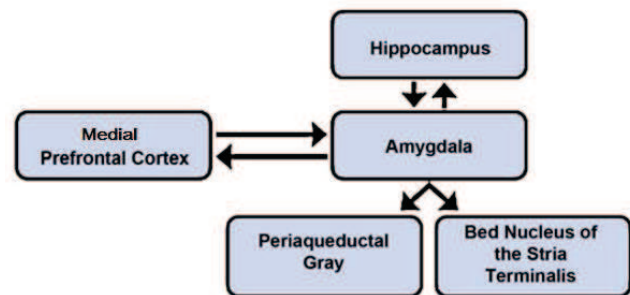 Hippocampus
Medial
Prefrontal Cortex
Amygdala
Periaqueductal
Gray
Bed Nucleus of
the Stria
Terminalis